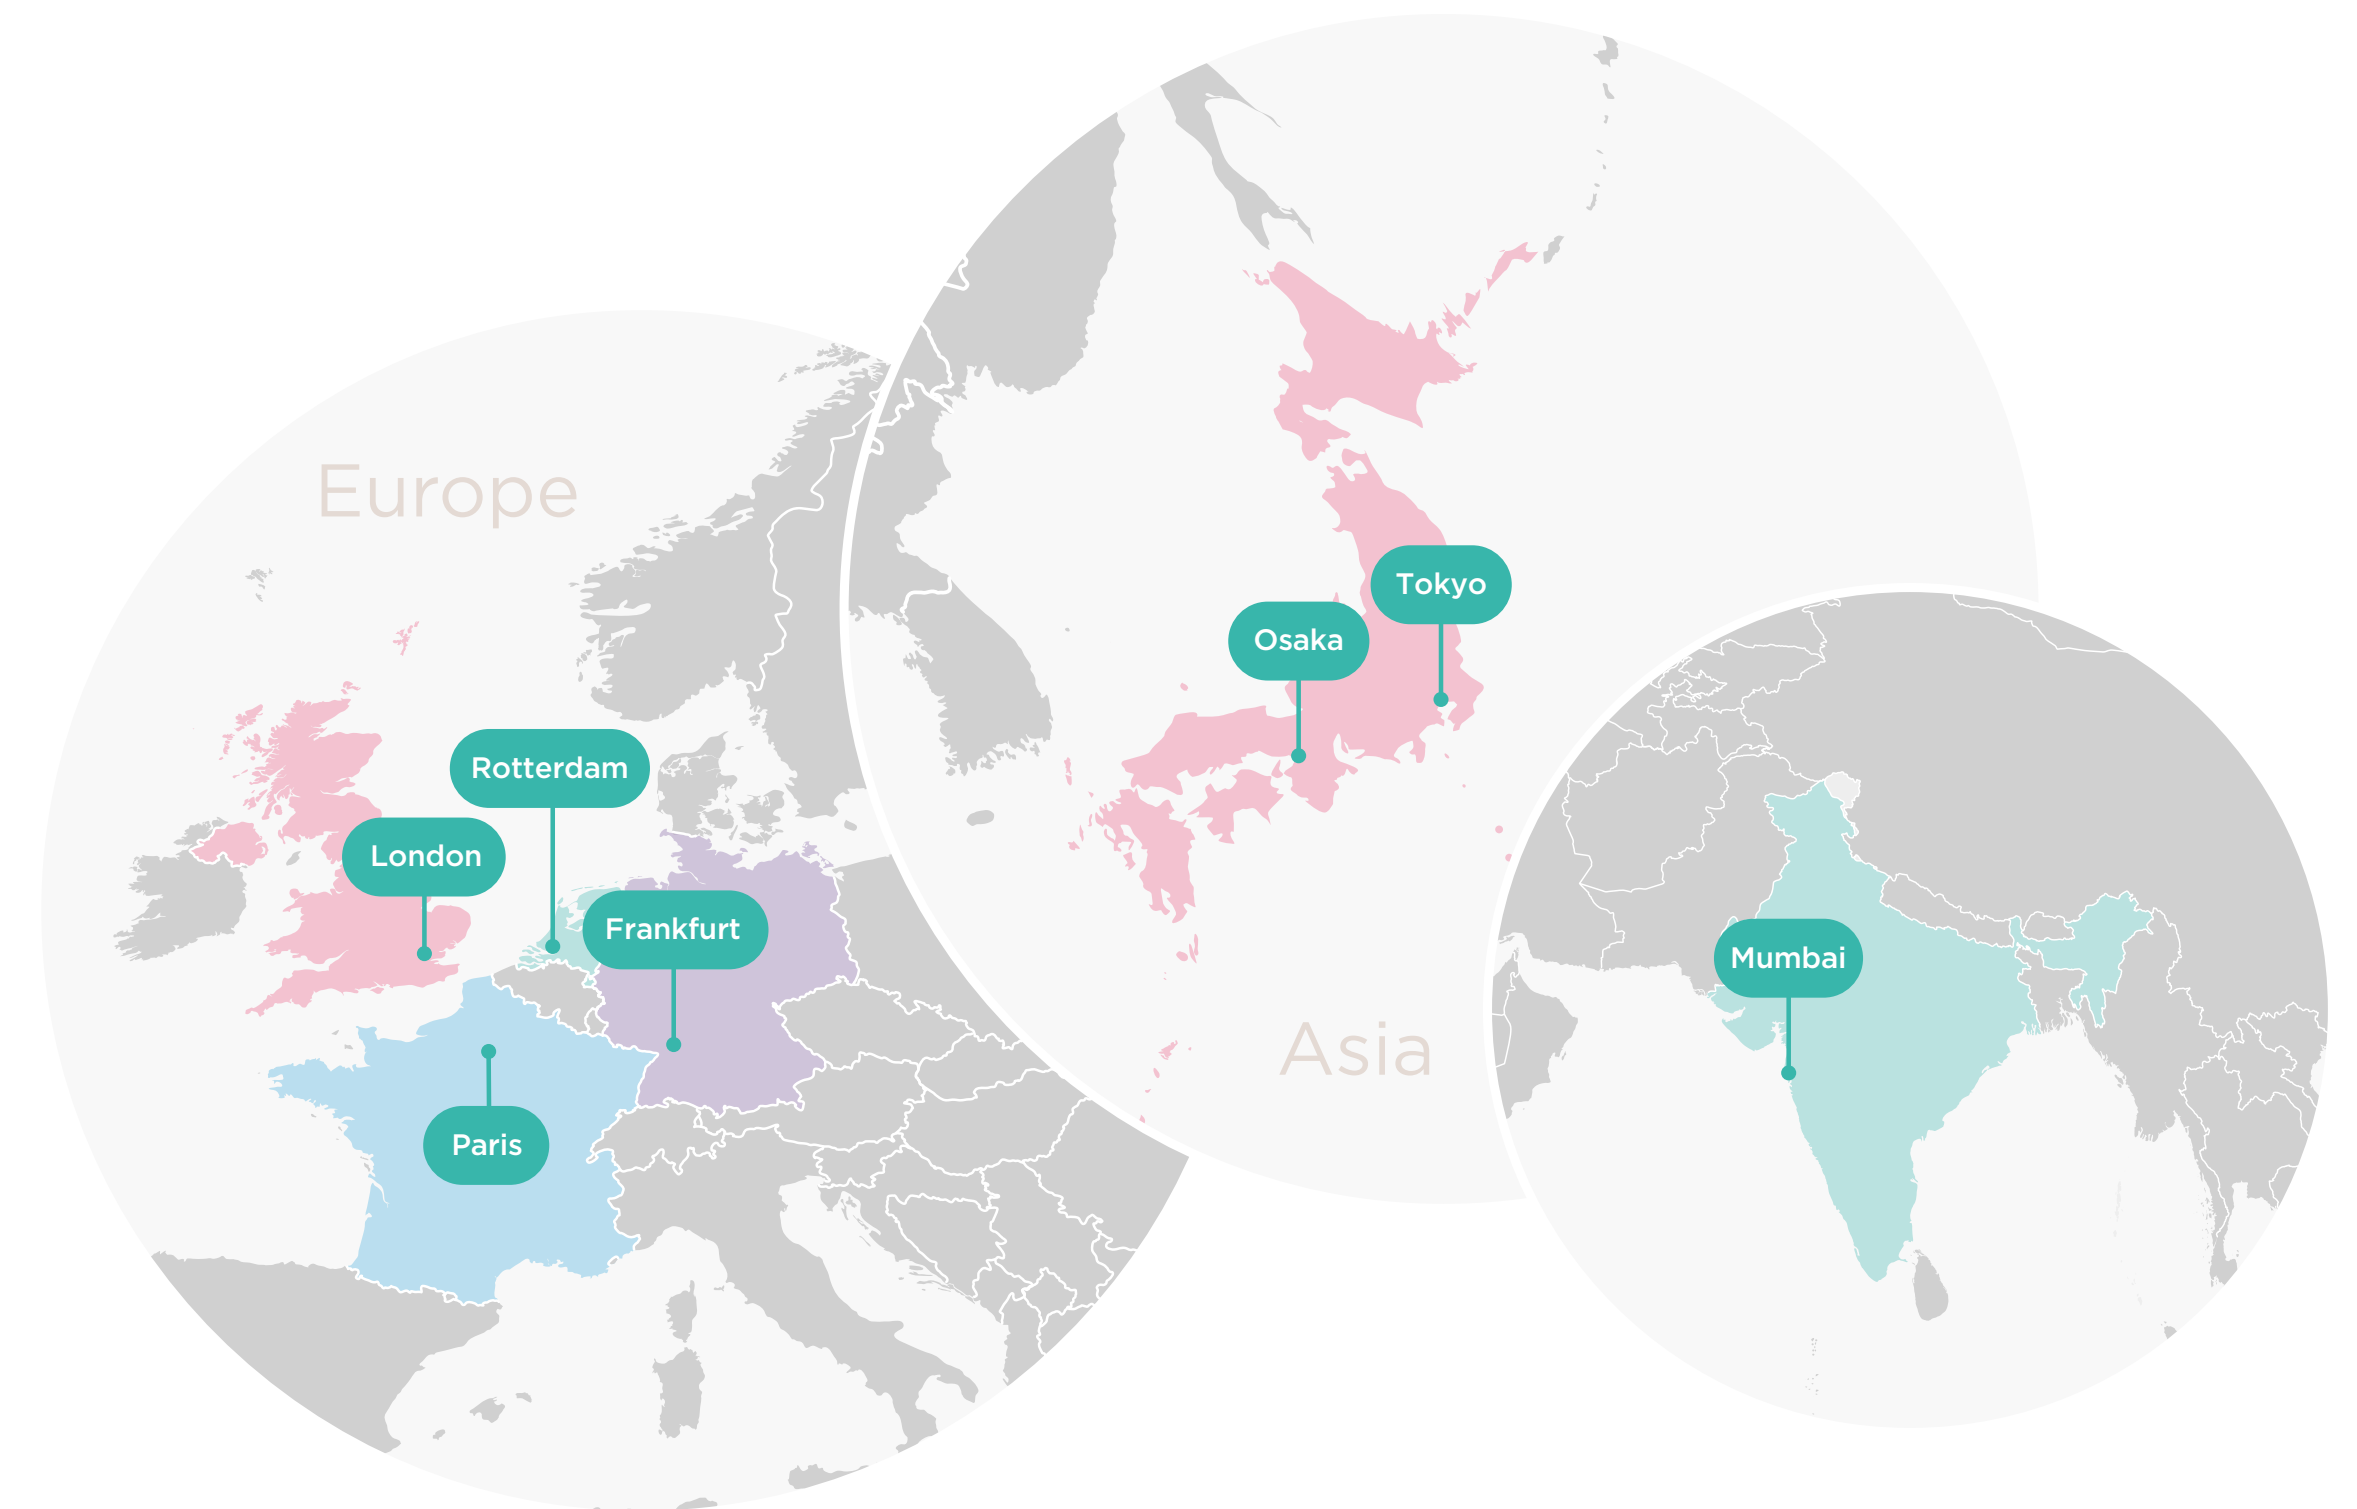 Europe
Rotterdam
London
Frankfurt
Paris
Tokyo
Osaka
Asia
Mumbai